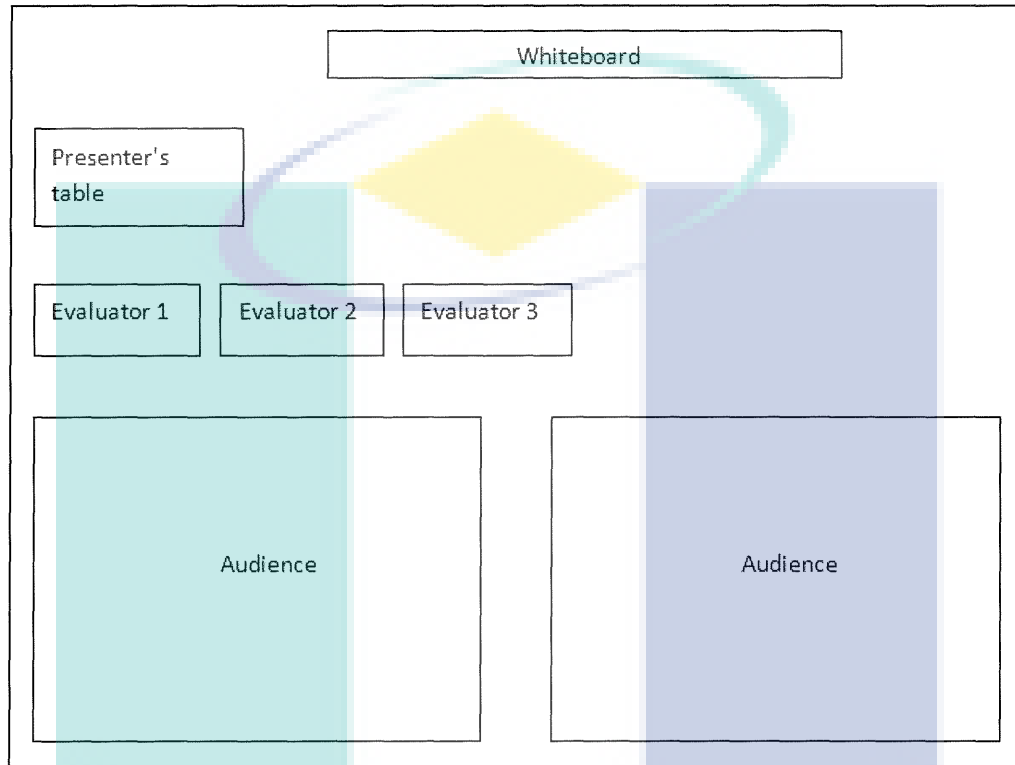 Whiteboard
Presenter's
table
Evaluator 1
Evaluator 2
Evaluator 3
Audience
Audience